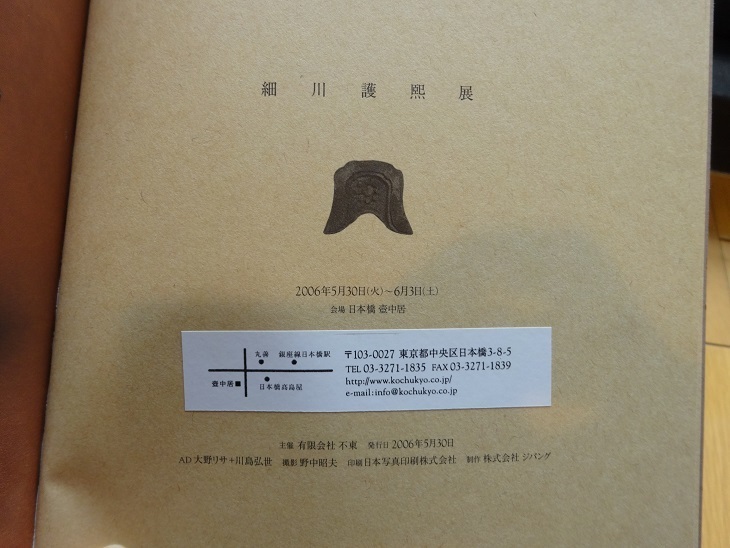 細川護熙展
2006年5月30日(火)～6月3日(土)
会場 日本橋 壺中居
丸善 銀座線日本橋駅
壺中居
日本橋高島屋
〒103-0027 東京都中央区日本橋3-8-5
TEL 03-3271-1835 FAX 03-3271-1839
http://www.kochukyo.co.jp/
e-mail:info@kochukyo.co.jp
主催 有限会社 不東 発行日 2006年5月30日
AD 大野リサ+川島弘世 撮影 野中昭夫 印刷 日本写真印刷株式会社 制作 株式会社 ジパング